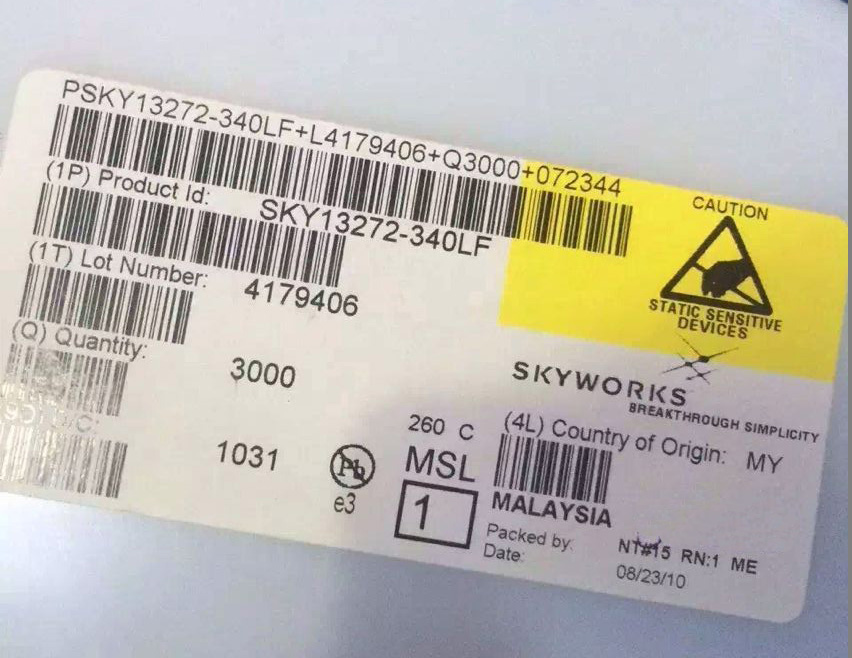 PSKY13272-340LF+L4179406+Q3000+072344
(1P) Product Id: SKY13272-340LF
(1T) Lot Number: 4179406
(Q) Quantity: 3000
1031
Pb
e3
260 C
MSL
1
CAUTION
STATIC SENSITIVE
DEVICES
SKYWORKS
BREAKTHROUGH SIMPLICITY
(4L) Country of Origin: MY
MALAYSIA
Packed by: NT#15 RN:1 ME
Date: 08/23/10